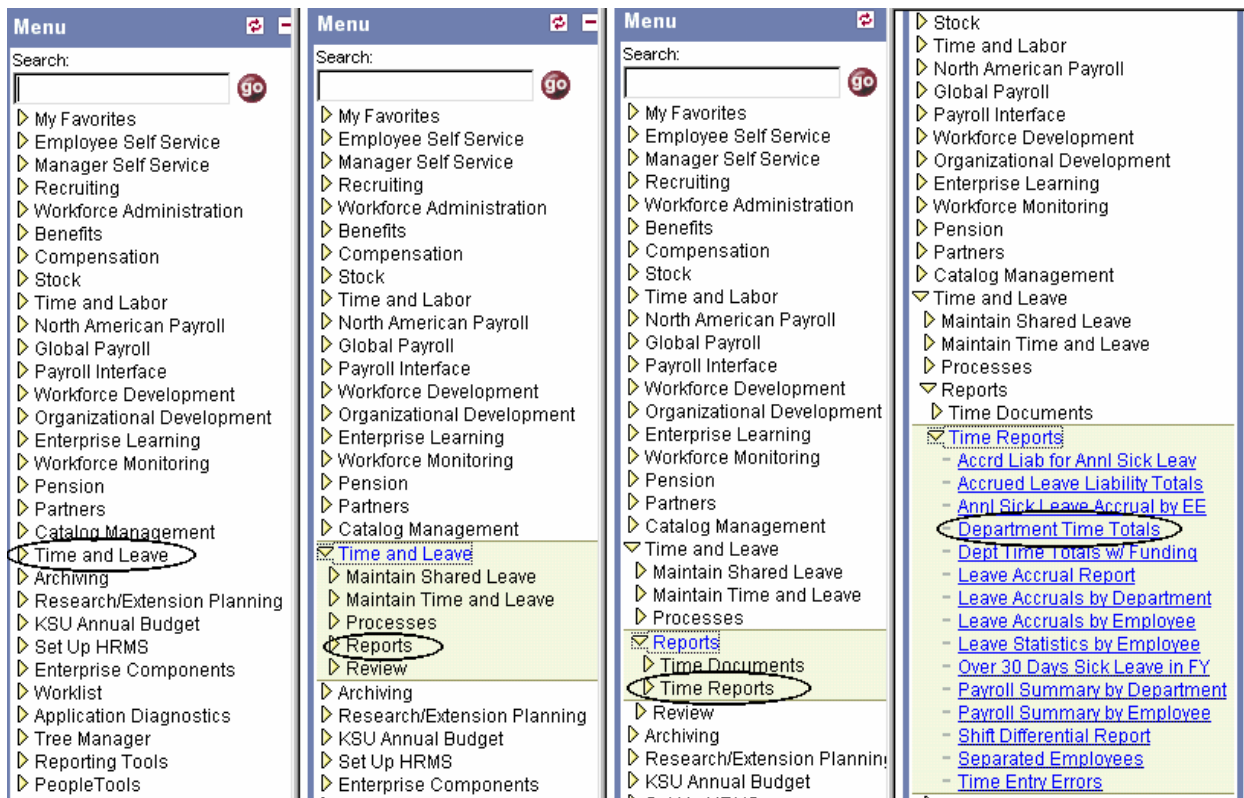 Menu
Search:
go
My Favorites
Employee Self Service
Manager Self Service
Recruiting
Workforce Administration
Benefits
Compensation
Stock
Time and Labor
North American Payroll
Global Payroll
Payroll Interface
Workforce Development
Organizational Development
Enterprise Learning
Workforce Monitoring
Pension
Partners
Catalog Management
Time and Leave
Archiving
Research/Extension Planning
KSU Annual Budget
Set Up HRMS
Enterprise Components
Worklist
Application Diagnostics
Tree Manager
Reporting Tools
PeopleTools
Menu
Search:
go
My Favorites
Employee Self Service
Manager Self Service
Recruiting
Workforce Administration
Benefits
Compensation
Stock
Time and Labor
North American Payroll
Global Payroll
Payroll Interface
Workforce Development
Organizational Development
Enterprise Learning
Workforce Monitoring
Pension
Partners
Catalog Management
Time and Leave
Maintain Shared Leave
Maintain Time and Leave
Processes
Reports
Review
Archiving
Research/Extension Planning
KSU Annual Budget
Set Up HRMS
Enterprise Components
Menu
Search:
go
My Favorites
Employee Self Service
Manager Self Service
Recruiting
Workforce Administration
Benefits
Compensation
Stock
Time and Labor
North American Payroll
Global Payroll
Payroll Interface
Workforce Development
Organizational Development
Enterprise Learning
Workforce Monitoring
Pension
Partners
Catalog Management
Time and Leave
Maintain Shared Leave
Maintain Time and Leave
Processes
Reports
Time Documents
Time Reports
Review
Archiving
Research/Extension Planning
KSU Annual Budget
Stock
Time and Labor
North American Payroll
Global Payroll
Payroll Interface
Workforce Development
Organizational Development
Enterprise Learning
Workforce Monitoring
Pension
Partners
Catalog Management
Time and Leave
Maintain Shared Leave
Maintain Time and Leave
Processes
Reports
Time Documents
Time Reports
Accrd Liab for Annl Sick Leav
Accrued Leave Liability Totals
Annl Sick Leave Accrual by EE
Department Time Totals
Dept Time Totals w/ Funding
Leave Accrual Report
Leave Accruals by Department
Leave Accruals by Employee
Leave Statistics by Employee
Over 30 Days Sick Leave in FY
Payroll Summary by Department
Payroll Summary by Employee
Shift Differential Report
Separated Employees
Time Entry Errors